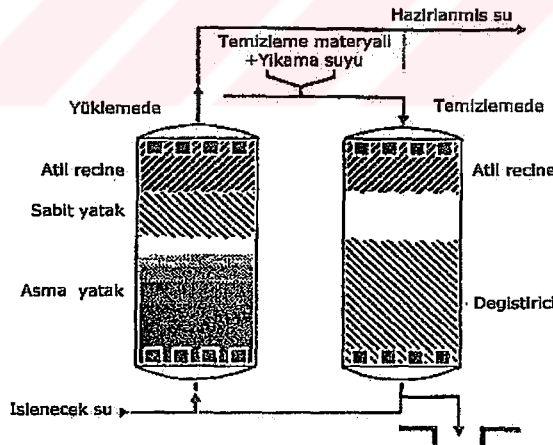 Hazirlanmis su
Temizleme materyali
+Yikama suyu
Yüklemede
Temizlemede
Atil recine
Atil recine
Sabit yatak
Asma yatak
Degistirici
Islenecek su